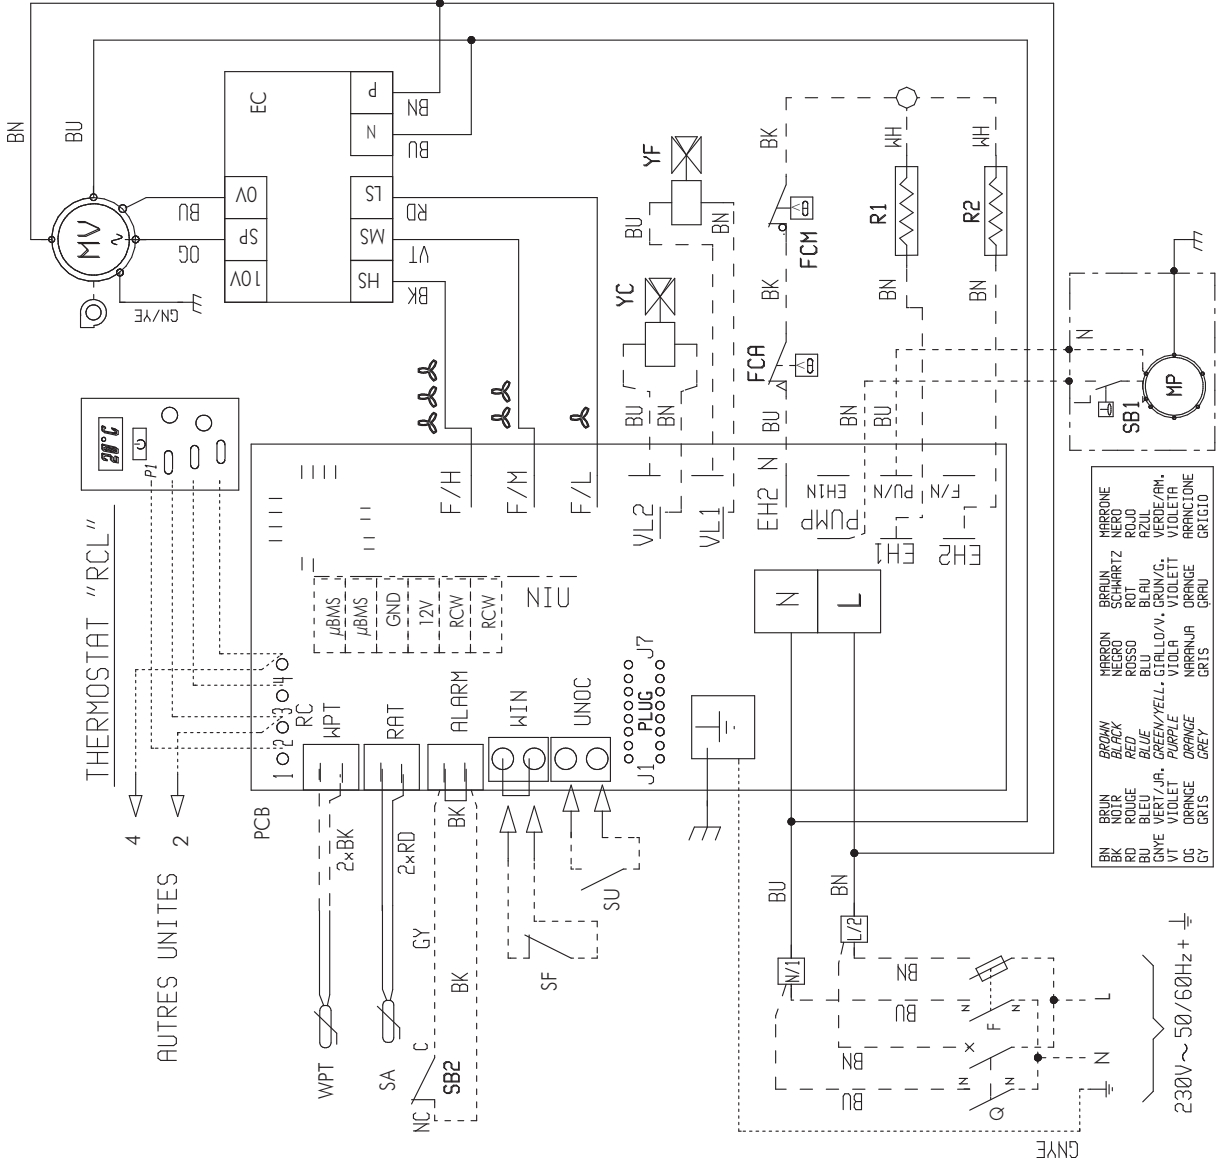 THERMOSTAT "RCL"
20°C
P1
AUTRES UNITES
4
2
PCB
1
2
3
4
RC
WPT
RAT
ALARM
WIN
UNOC
J1
PLUG
J7
µBMS
µBMS
GND
12V
RCW
RCW
UIN
2xBK
2xRD
BK
GY
BK
WPT
SA
NC
C
SB2
SF
SU
BN
BU
MV
~
BU
OG
GN/YE
EC
0V
SP
10V
P
N
LS
MS
HS
BN
BU
RD
VT
BK
F/H
F/M
F/L
VL2
VL1
EH2
N
PUMP
EH1N
PU/N
F/N
EH1
EH2
YC
YF
BU
BN
BU
BN
BU
FCA
BK
FCM
BK
R1
R2
WH
WH
BN
BN
BN
BU
L
N
SB1
MP
N
L
BU
BN
N/1
L/2
BN
BU
BN
BU
N
N
F
N
N
Q
x
L
N
GNYE
230V~50/60Hz+
BN BRUN BROWN MARRON BRAUN MARRONE
BK NOIR BLACK NEGRO SCHWARTZ NERO
RD ROUGE RED ROSSO ROT ROJO
BU BLEU BLUE BLU BLAU AZUL
GNYE VERT/JA. GREEN/YELL. GIALLO/V. GRUN/G. VERDE/AM.
VT VIOLET PURPLE VIOLA VIOLETT VIOLETA
OG ORANGE ORANGE NARANJA ORANGE ARANCIONE
GY GRIS GREY GRIS GRAU GRIGIO